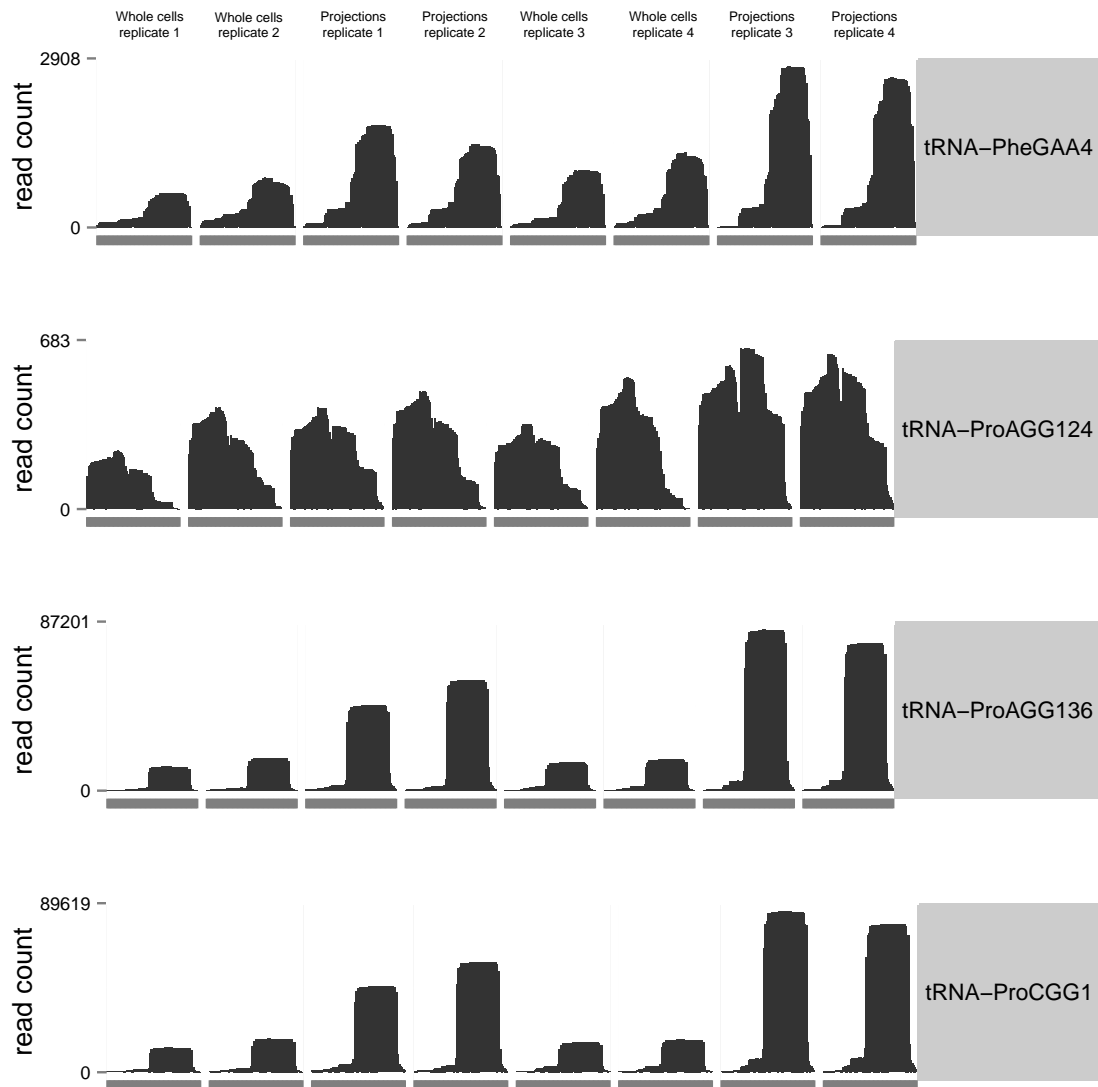 Whole cells replicate 1
Whole cells replicate 2
Projections replicate 1
Projections replicate 2
Whole cells replicate 3
Whole cells replicate 4
Projections replicate 3
Projections replicate 4
2908
read count
0
tRNA−PheGAA4
683
read count
0
tRNA−ProAGG124
87201
read count
0
tRNA−ProAGG136
89619
read count
0
tRNA−ProCGG1